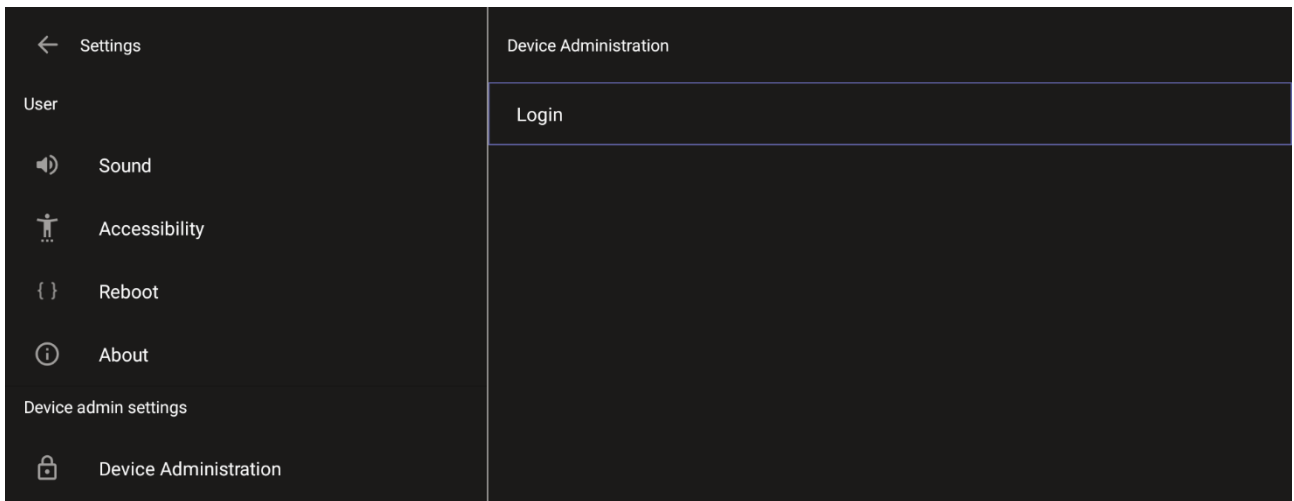 Settings
User
Sound
Accessibility
{ } Reboot
About
Device admin settings
Device Administration
Device Administration
Login